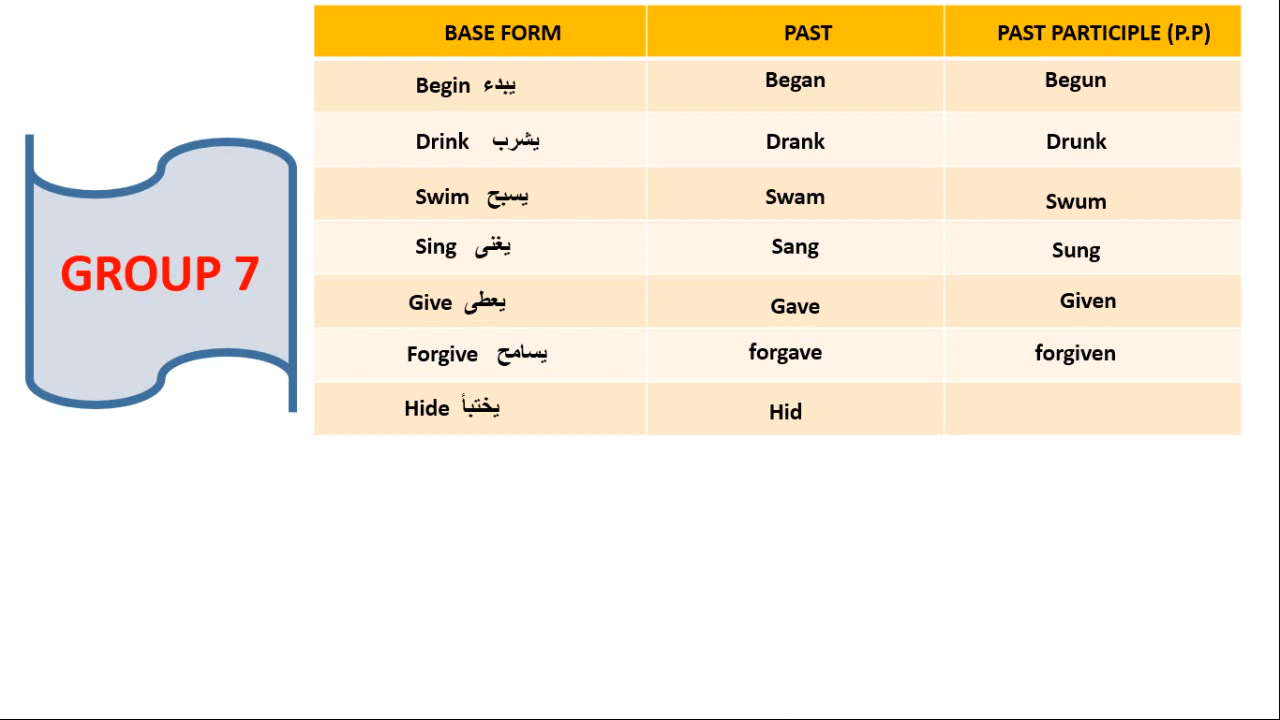 GROUP 7
BASE FORM PAST PAST PARTICIPLE (P.P)
Begin يبدء Began Begun
Drink يشرب Drank Drunk
Swim يسبح Swam Swum
Sing يغنى Sang Sung
Give يعطى Gave Given
Forgive يسامح forgave forgiven
Hide يختبأ Hid